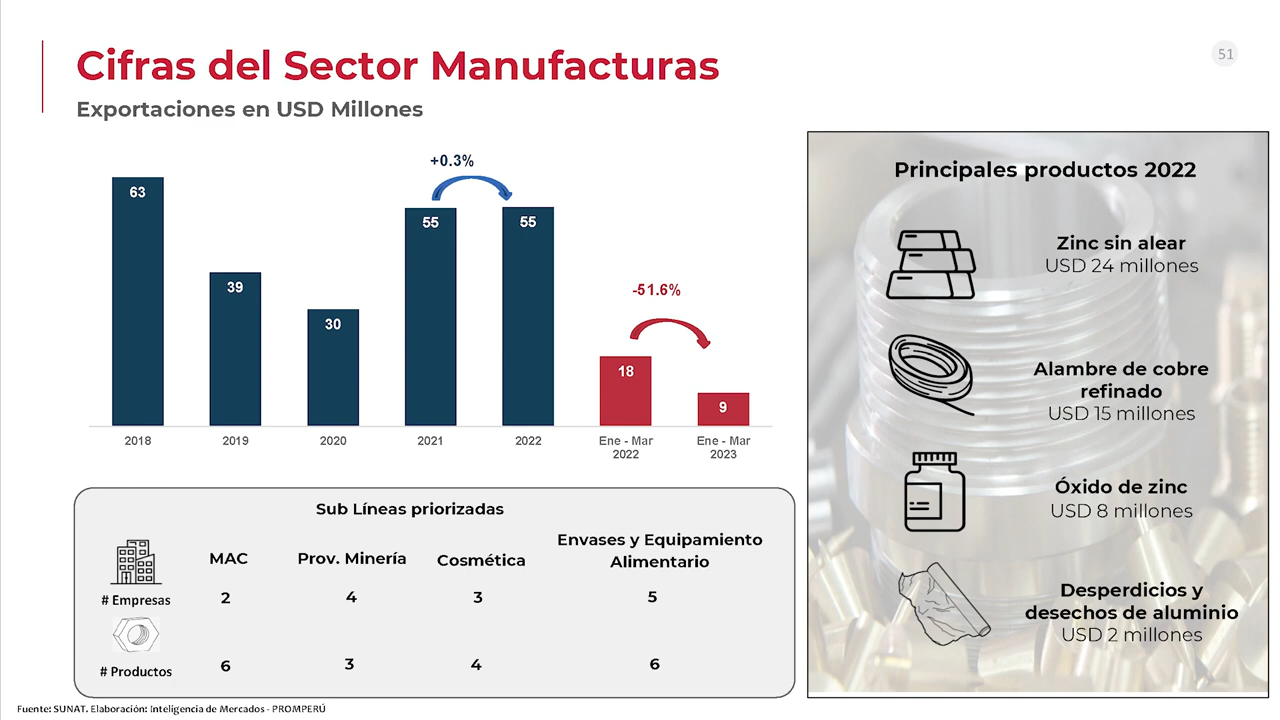 Cifras del Sector Manufacturas
51
Exportaciones en USD Millones
+0.3%
63
39
30
55
55
-51.6%
18
9
2018
2019
2020
2021
2022
Ene - Mar
2022
Ene - Mar
2023
Sub Líneas priorizadas
MAC
Prov. Minería
Cosmética
Envases y Equipamiento
Alimentario
# Empresas
2
4
3
5
# Productos
6
3
4
6
Principales productos 2022
Zinc sin alear
USD 24 millones
Alambre de cobre
refinado
USD 15 millones
Óxido de zinc
USD 8 millones
Desperdicios y
desechos de aluminio
USD 2 millones
Fuente: SUNAT. Elaboración: Inteligencia de Mercados - PROMPERÚ